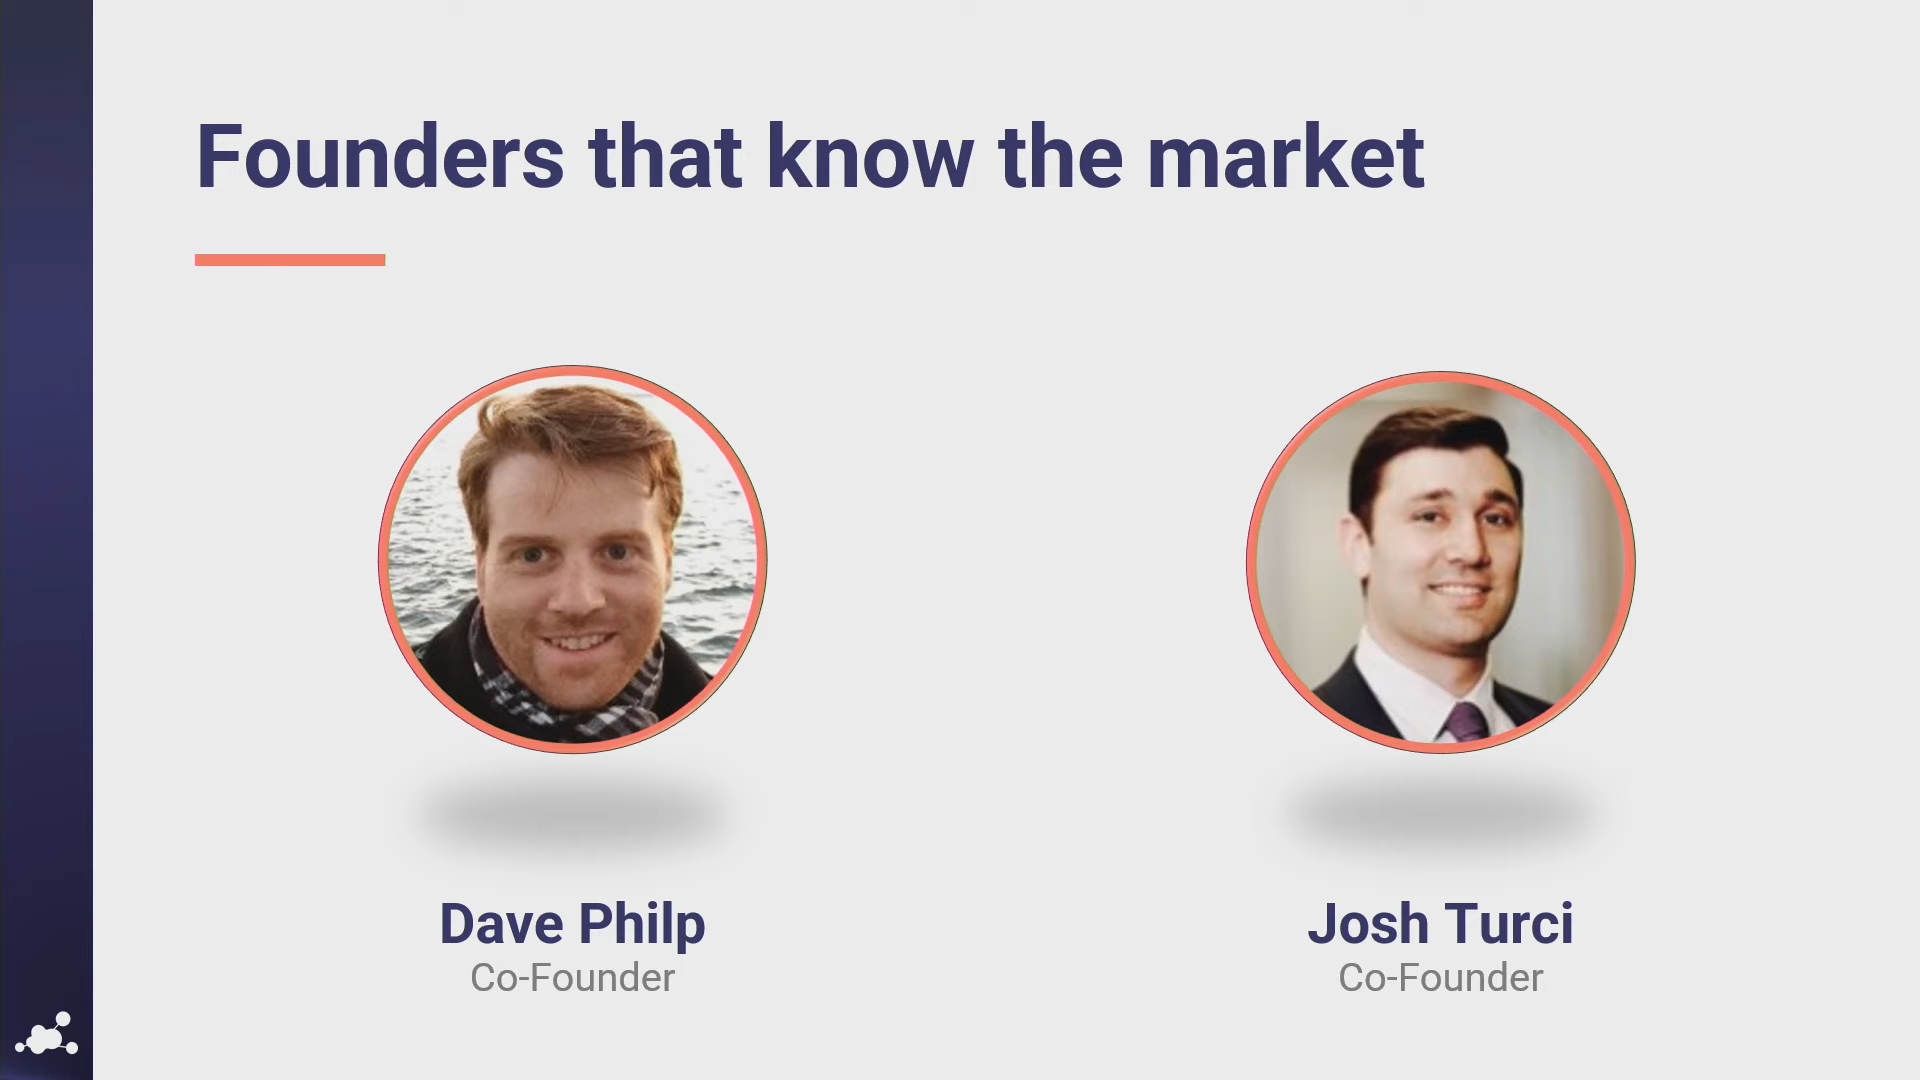 Founders that know the market
Dave Philp
Co-Founder
Josh Turci
Co-Founder